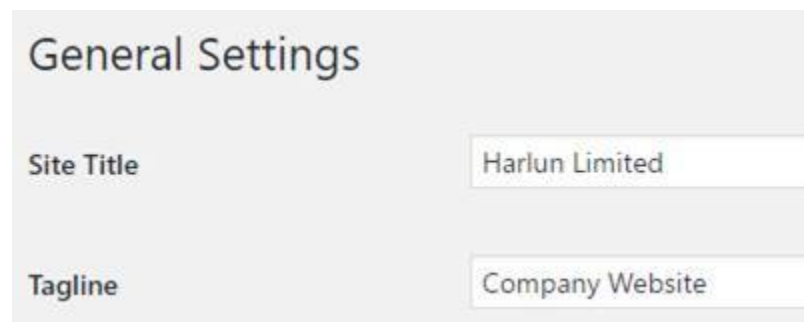 General Settings
Site Title Harlun Limited
Tagline Company Website